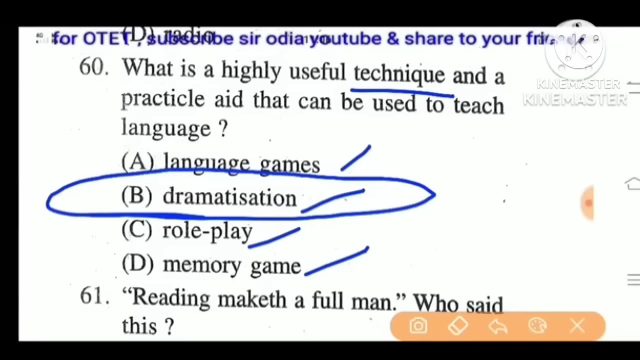 (D) radio
for OTET , subscribe sir odia youtube & share to your friends
60. What is a highly useful technique and a
practicle aid that can be used to teach
language ?
(A) language games
(B) dramatisation
(C) role-play
(D) memory game
61. “Reading maketh a full man.” Who said
this ?
KINEMASTER
KINEMASTER